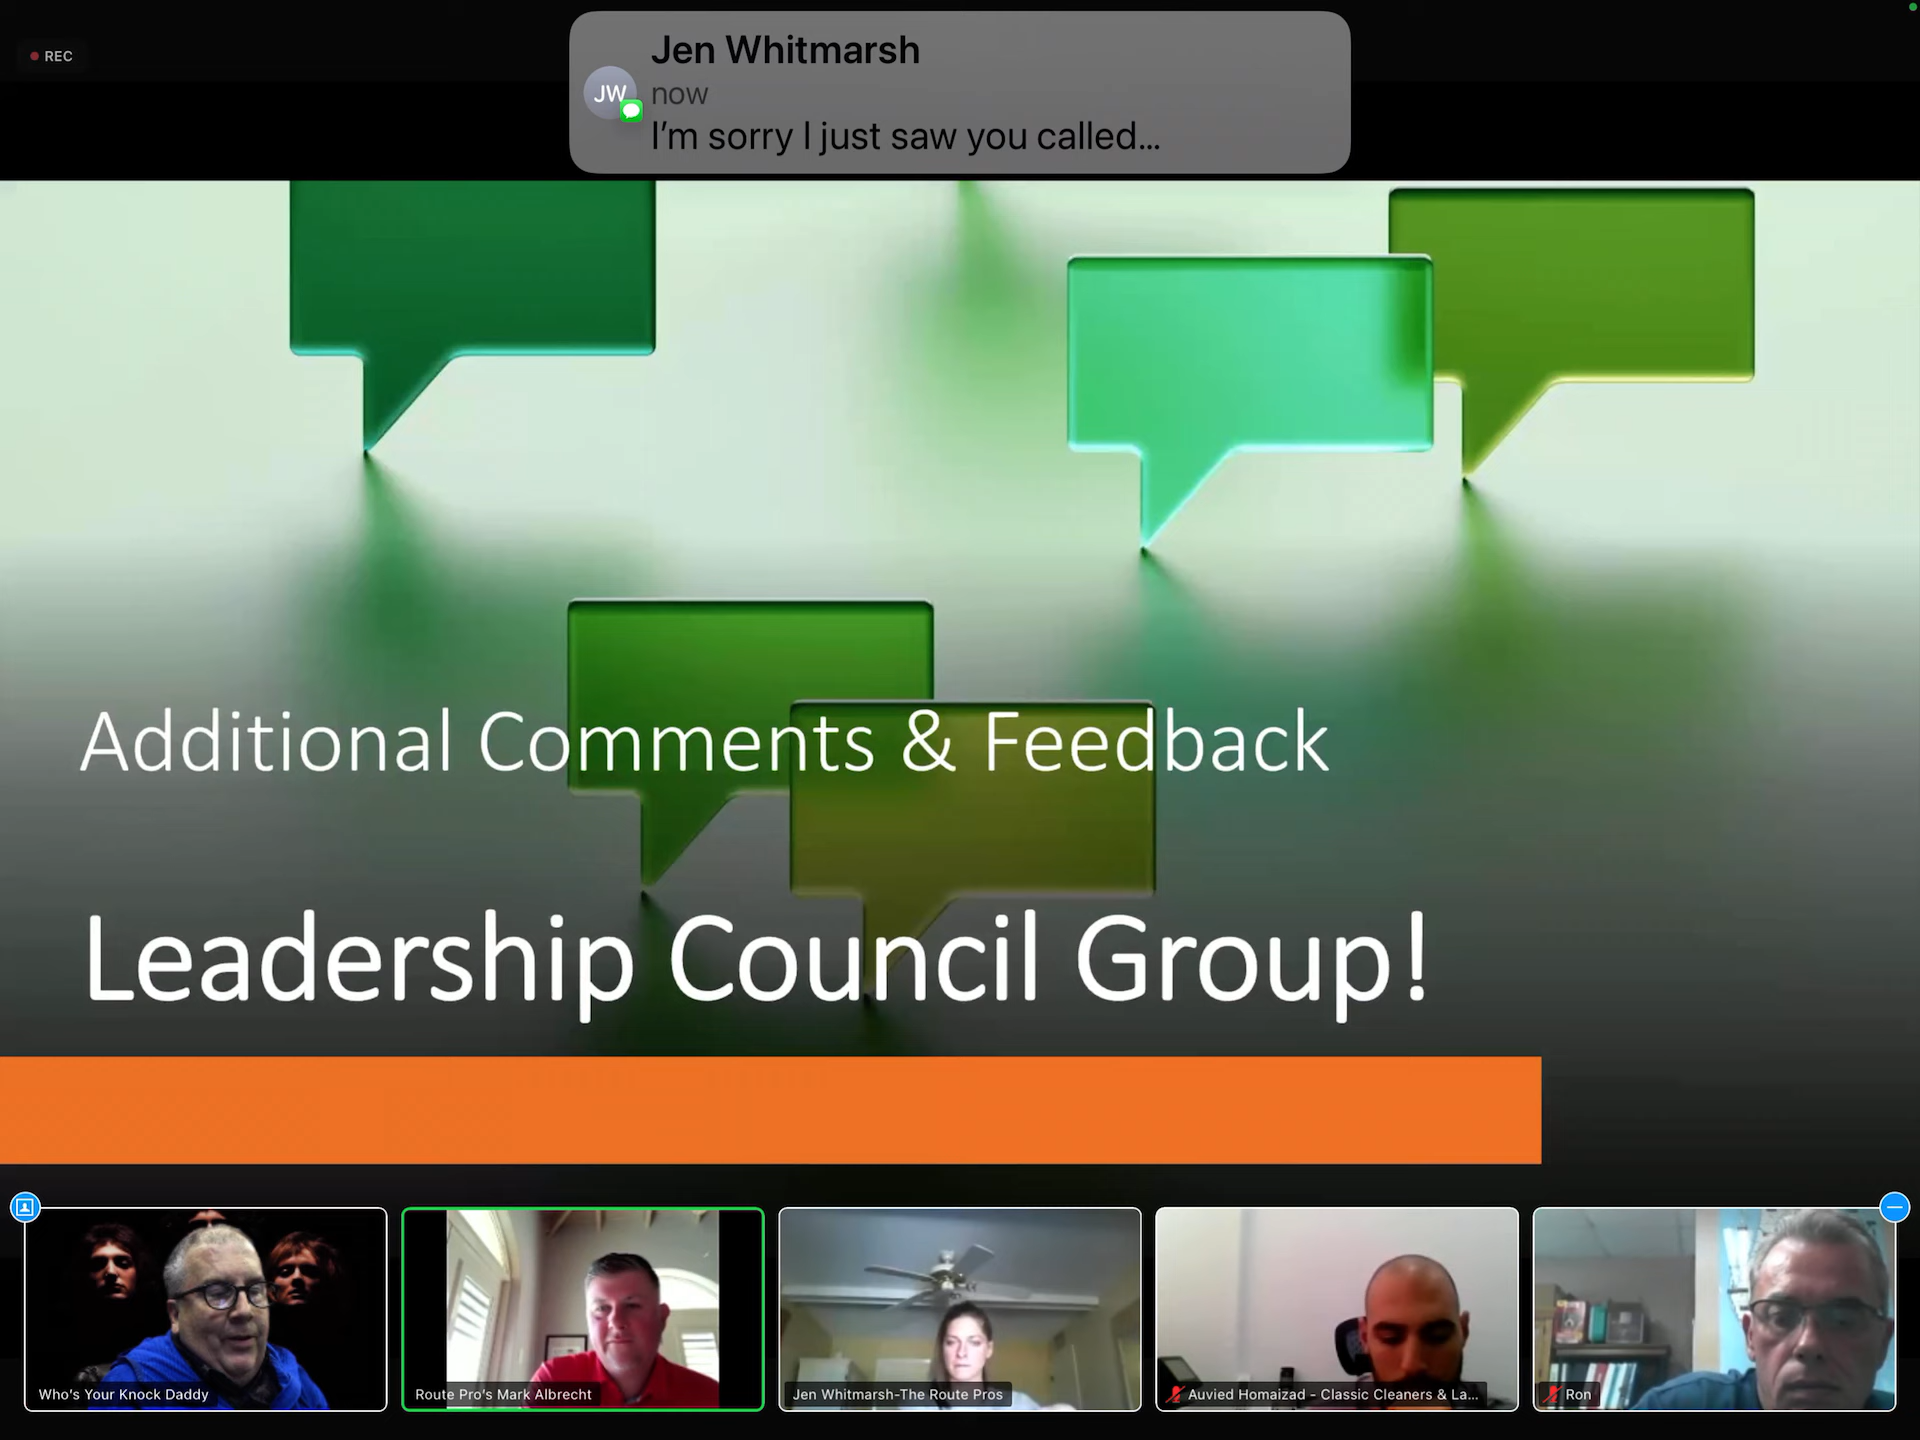 REC
Jen Whitmarsh
JW
now
I'm sorry I just saw you called...
Additional Comments & Feedback
Leadership Council Group!
Who's Your Knock Daddy
Route Pro's Mark Albrecht
Jen Whitmarsh-The Route Pros
Auvied Homaizad - Classic Cleaners & La...
Ron